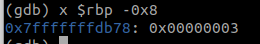 (gdb) x $rbp -0x8
0x7fffffffdb78: 0x00000003